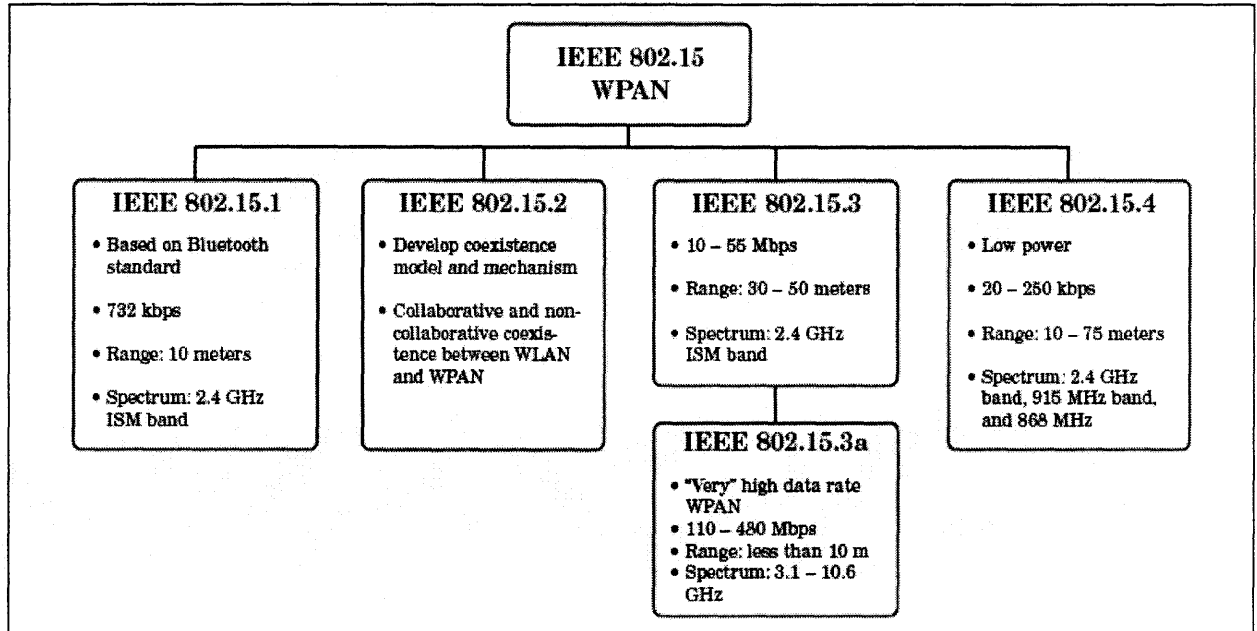 IEEE 802.15
WPAN
IEEE 802.15.1
• Based on Bluetooth
standard
• 732 kbps
• Range: 10 meters
• Spectrum: 2.4 GHz
ISM band
IEEE 802.15.2
• Develop coexistence
model and mechanism
• Collaborative and non-
collaborative coexis-
tence between WLAN
and WPAN
IEEE 802.15.3
• 10 – 55 Mbps
• Range: 30 – 50 meters
• Spectrum: 2.4 GHz
ISM band
IEEE 802.15.3a
• "Very" high data rate
WPAN
• 110 – 480 Mbps
• Range: less than 10 m
• Spectrum: 3.1 – 10.6
GHz
IEEE 802.15.4
• Low power
• 20 – 250 kbps
• Range: 10 – 75 meters
• Spectrum: 2.4 GHz
band, 915 MHz band,
and 868 MHz